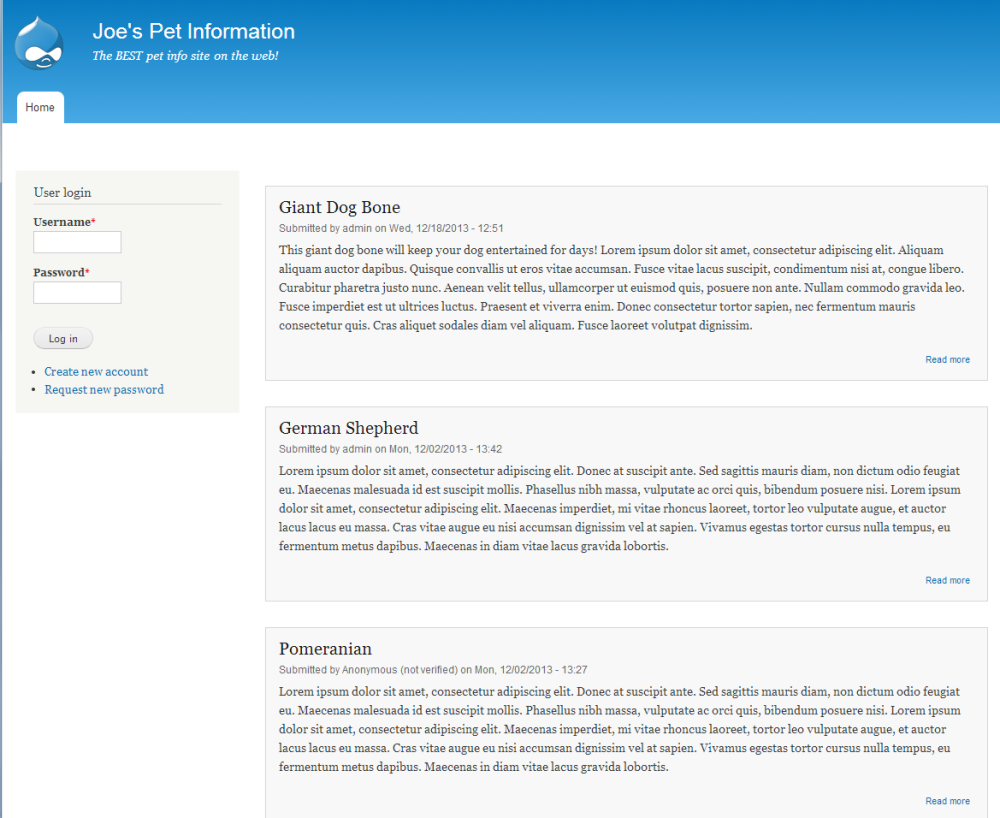 Joe's Pet Information
The BEST pet info site on the web!
Home
User login
Username*
Password*
Log in
Create new account
Request new password
Giant Dog Bone
Submitted by admin on Wed, 12/18/2013 - 12:51
This giant dog bone will keep your dog entertained for days! Lorem ipsum dolor sit amet, consectetur adipiscing elit. Aliquam
aliquam auctor dapibus. Quisque convallis ut eros vitae accumsan. Fusce vitae lacus suscipit, condimentum nisi at, congue libero.
Curabitur pharetra justo nunc. Aenean velit tellus, ullamcorper ut euismod quis, posuere non ante. Nullam commodo gravida leo.
Fusce imperdiet est ut ultrices luctus. Praesent et viverra enim. Donec consectetur tortor sapien, nec fermentum mauris
consectetur quis. Cras aliquet sodales diam vel aliquam. Fusce laoreet volutpat dignissim.
Read more
German Shepherd
Submitted by admin on Mon, 12/02/2013 - 13:42
Lorem ipsum dolor sit amet, consectetur adipiscing elit. Donec at suscipit ante. Sed sagittis mauris diam, non dictum odio feugiat
eu. Maecenas malesuada id est suscipit mollis. Phasellus nibh massa, vulputate ac orci quis, bibendum posuere nisi. Lorem ipsum
dolor sit amet, consectetur adipiscing elit. Maecenas imperdiet, mi vitae rhoncus laoreet, tortor leo vulputate augue, et auctor
lacus lacus eu massa. Cras vitae augue eu nisi accumsan dignissim vel at sapien. Vivamus egestas tortor cursus nulla tempus, eu
fermentum metus dapibus. Maecenas in diam vitae lacus gravida lobortis.
Read more
Pomeranian
Submitted by Anonymous (not verified) on Mon, 12/02/2013 - 13:27
Lorem ipsum dolor sit amet, consectetur adipiscing elit. Donec at suscipit ante. Sed sagittis mauris diam, non dictum odio feugiat
eu. Maecenas malesuada id est suscipit mollis. Phasellus nibh massa, vulputate ac orci quis, bibendum posuere nisi. Lorem ipsum
dolor sit amet, consectetur adipiscing elit. Maecenas imperdiet, mi vitae rhoncus laoreet, tortor leo vulputate augue, et auctor
lacus lacus eu massa. Cras vitae augue eu nisi accumsan dignissim vel at sapien. Vivamus egestas tortor cursus nulla tempus, eu
fermentum metus dapibus. Maecenas in diam vitae lacus gravida lobortis.
Read more